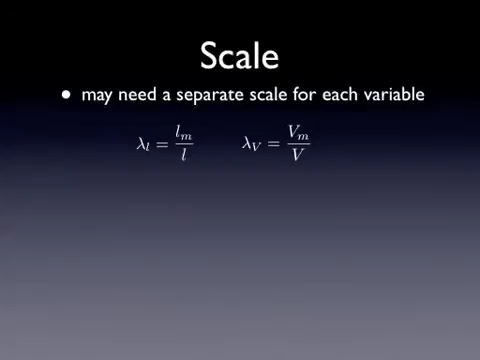 Scale
• may need a separate scale for each variable
λ_l = l_m / l    λ_V = V_m / V